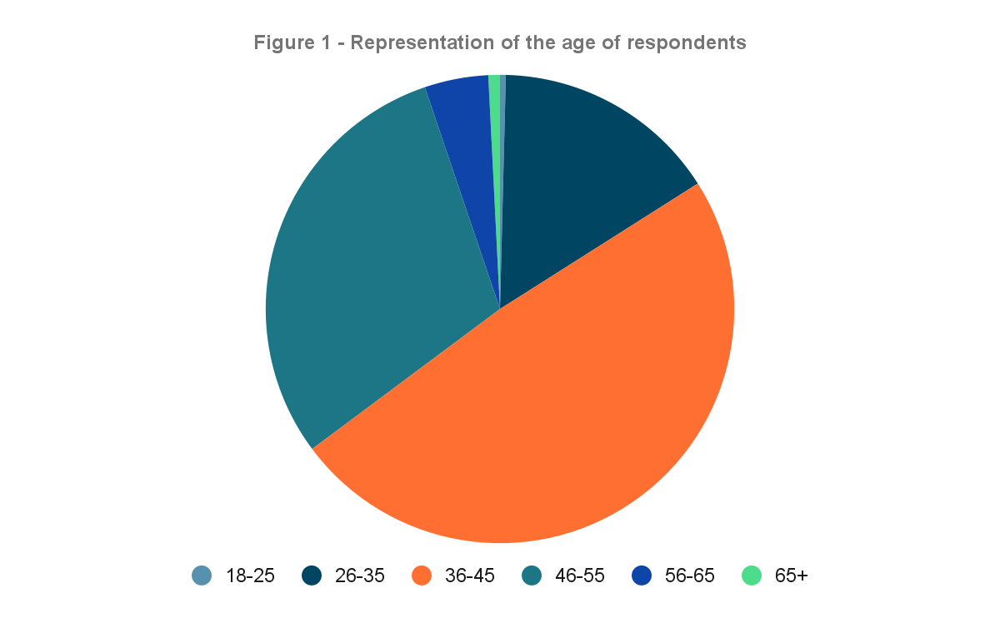 Figure 1 - Representation of the age of respondents
18-25 26-35 36-45 46-55 56-65 65+